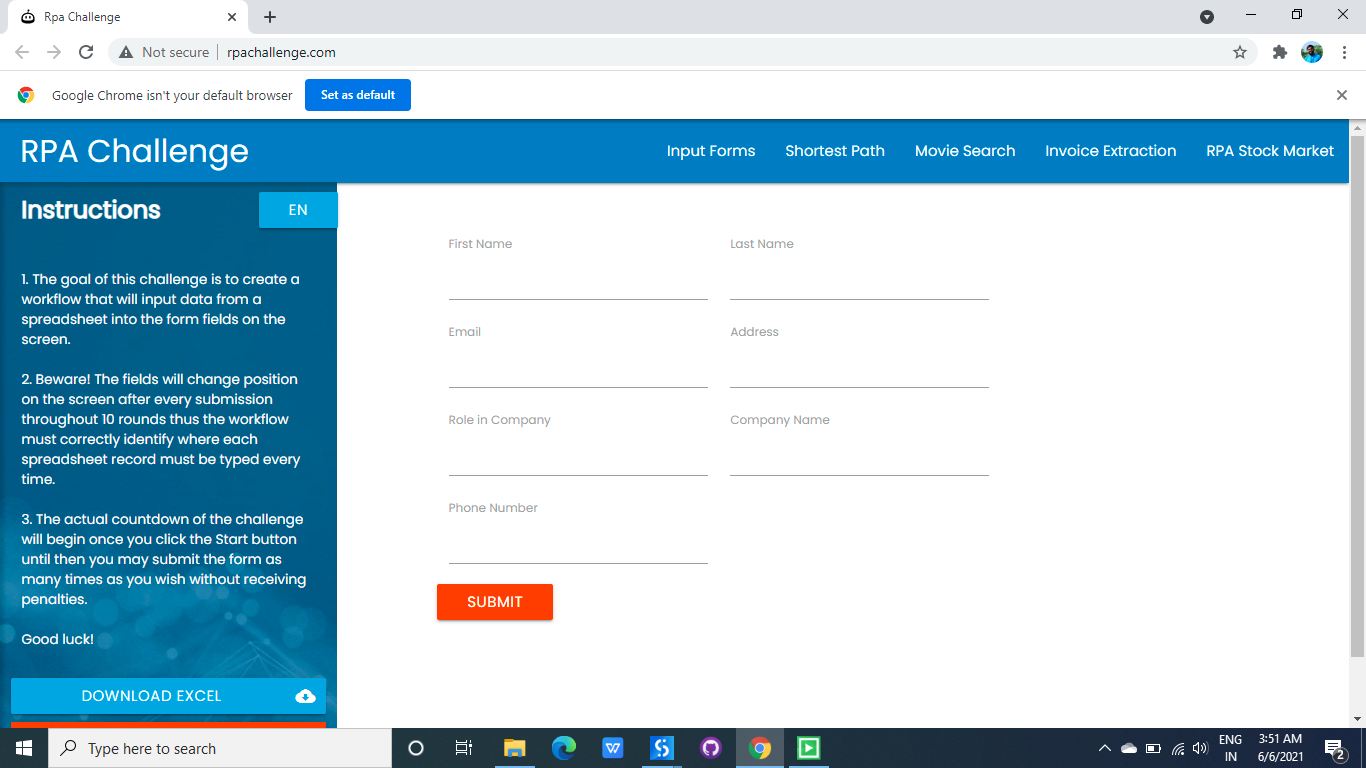 Rpa Challenge
Not secure
rpachallenge.com
Google Chrome isn't your default browser
Set as default
RPA Challenge
Input Forms
Shortest Path
Movie Search
Invoice Extraction
RPA Stock Market
Instructions
EN
1. The goal of this challenge is to create a
workflow that will input data from a
spreadsheet into the form fields on the
screen.
2. Beware! The fields will change position
on the screen after every submission
throughout 10 rounds thus the workflow
must correctly identify where each
spreadsheet record must be typed every
time.
3. The actual countdown of the challenge
will begin once you click the Start button
until then you may submit the form as
many times as you wish without receiving
penalties.
Good luck!
DOWNLOAD EXCEL
First Name
Last Name
Email
Address
Role in Company
Company Name
Phone Number
SUBMIT
Type here to search
ENG
IN
3:51 AM
6/6/2021
2